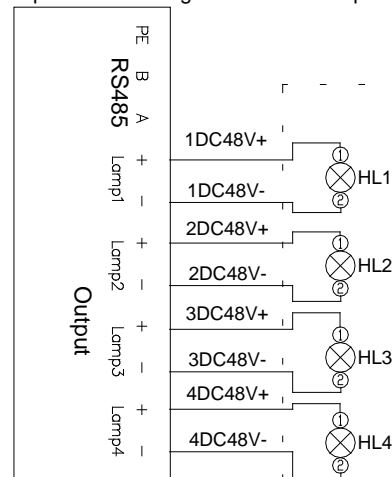 PE
B
A
RS485
+
1DC48V+
①
HL1
Lamp1
−
1DC48V-
②
+
2DC48V+
①
HL2
Lamp2
−
2DC48V-
②
Output
+
3DC48V+
①
HL3
Lamp3
−
3DC48V-
②
+
4DC48V+
①
HL4
Lamp4
−
4DC48V-
②